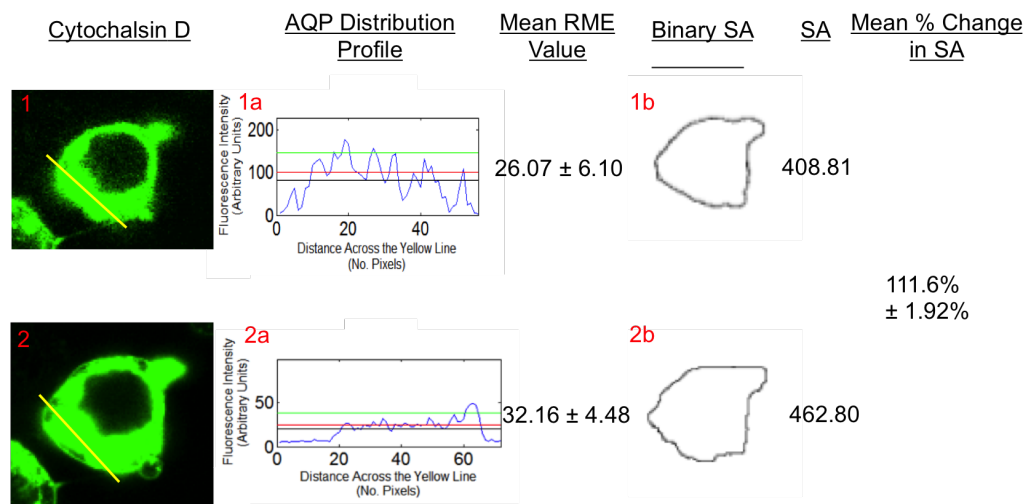 Cytochalsin D
AQP Distribution
Profile
Mean RME
Value
Binary SA
SA
Mean % Change
in SA
1
1a
Fluorescence Intensity
(Arbitrary Units)
200
100
0
0
20
40
Distance Across the Yellow Line
(No. Pixels)
26.07 ± 6.10
1b
408.81
111.6%
± 1.92%
2
2a
Fluorescence Intensity
(Arbitrary Units)
50
0
0
20
40
60
Distance Across the Yellow Line
(No. Pixels)
32.16 ± 4.48
2b
462.80